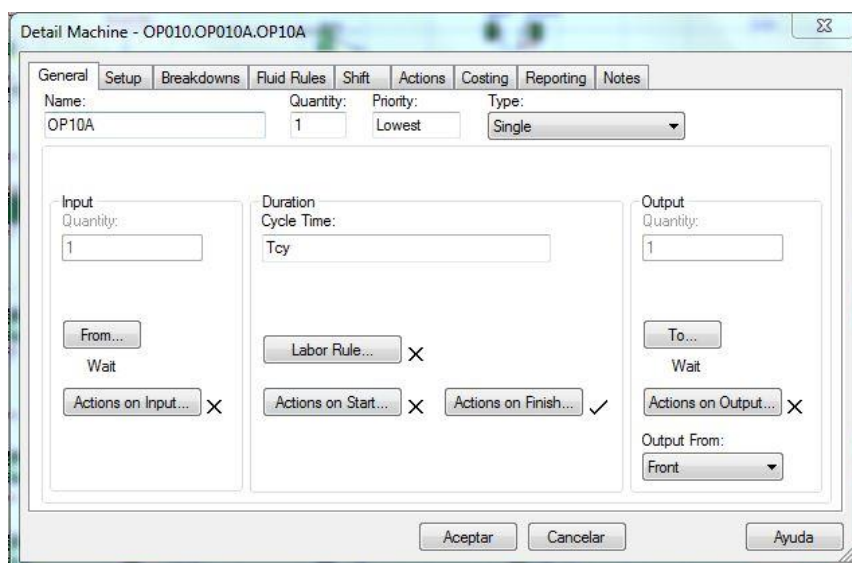 Detail Machine - OP010.OP010A.OP10A
General Setup Breakdowns Fluid Rules Shift Actions Costing Reporting Notes
Name: Quantity: Priority: Type:
OP10A 1 Lowest Single
Input
Quantity:
1
From...
Wait
Actions on Input...
Duration
Cycle Time:
Tcy
Labor Rule...
Actions on Start... Actions on Finish...
Output
Quantity:
1
To...
Wait
Actions on Output...
Output From:
Front
Aceptar Cancelar Ayuda